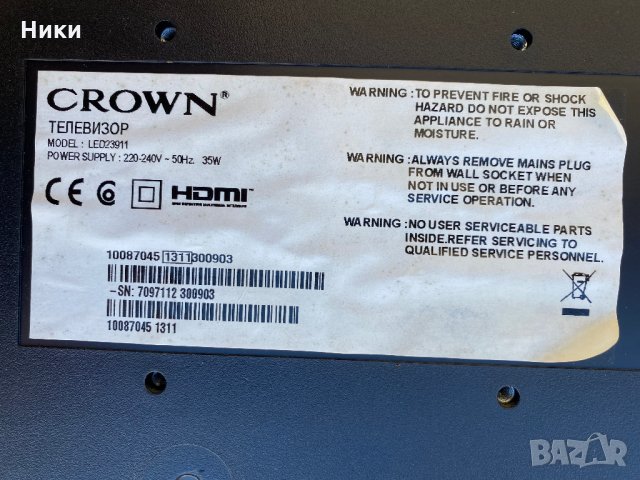 Ники
CROWN®
ТЕЛЕВИЗОР
MODEL : LED23911
POWER SUPPLY : 220-240V ~ 50Hz. 35W
CE
HDMI™
10087045 1311 300903
-SN: 7097112 300903
10087045 1311
WARNING :TO PREVENT FIRE OR SHOCK
HAZARD DO NOT EXPOSE THIS
APPLIANCE TO RAIN OR
MOISTURE.
WARNING :ALWAYS REMOVE MAINS PLUG
FROM WALL SOCKET WHEN
NOT IN USE OR BEFORE ANY
SERVICE OPERATION.
WARNING :NO USER SERVICEABLE PARTS
INSIDE.REFER SERVICING TO
QUALIFIED SERVICE PERSONNEL.
BAZAR